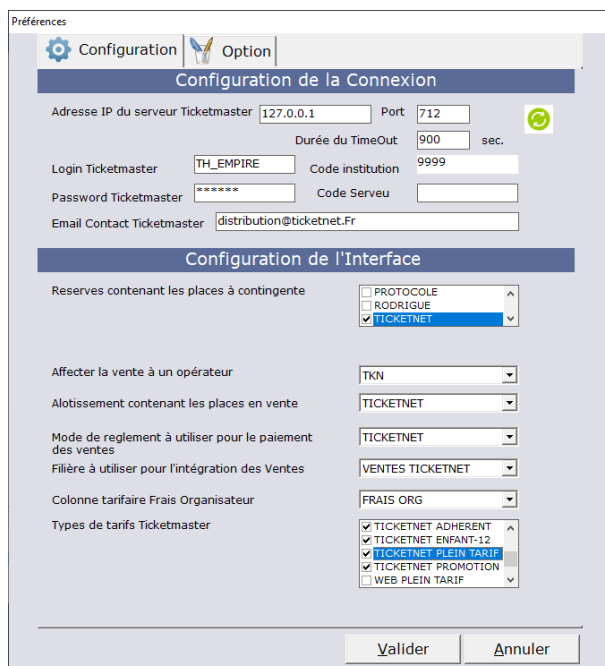 Préférences
Configuration Option
Configuration de la Connexion
Adresse IP du serveur Ticketmaster 127.0.0.1 Port 712
Durée du TimeOut 900 sec.
Login Ticketmaster TH_EMPIRE Code institution 9999
Password Ticketmaster ****** Code Serveu
Email Contact Ticketmaster distribution@ticketnet.Fr
Configuration de l'Interface
Reserves contenant les places à contingente PROTOCOLE
RODRIGUE
TICKETNET
Affecter la vente à un opérateur TKN
Alotissement contenant les places en vente TICKETNET
Mode de reglement à utiliser pour le paiement TICKETNET
des ventes
Filière à utiliser pour l'intégration des Ventes VENTES TICKETNET
Colonne tarifaire Frais Organisateur FRAIS ORG
Types de tarifs Ticketmaster TICKETNET ADHERENT
TICKETNET ENFANT-12
TICKETNET PLEIN TARIF
TICKETNET PROMOTION
WEB PLEIN TARIF
Valider Annuler